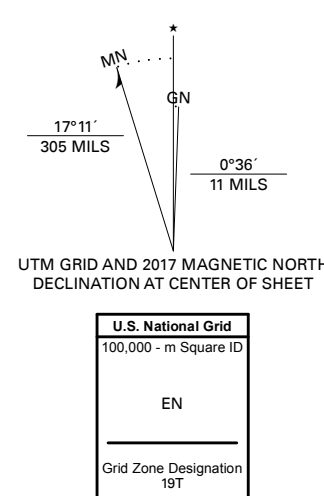 ★
MN
GN
17°11´
305 MILS
0°36´
11 MILS
UTM GRID AND 2017 MAGNETIC NORTH
DECLINATION AT CENTER OF SHEET
U.S. National Grid
100,000 - m Square ID
EN
Grid Zone Designation
19T